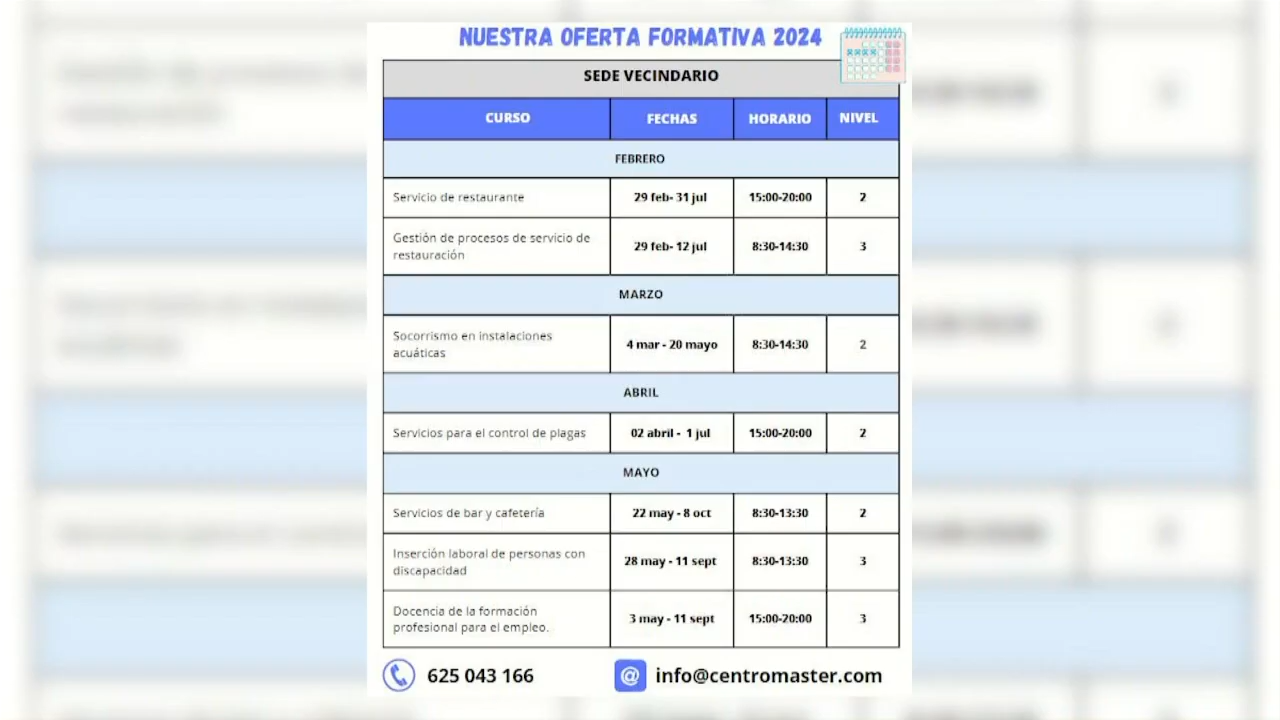 NUESTRA OFERTA FORMATIVA 2024
SEDE VECINDARIO
CURSO FECHAS HORARIO NIVEL
FEBRERO
Servicio de restaurante 29 feb- 31 jul 15:00-20:00 2
Gestión de procesos de servicio de
restauración 29 feb- 12 jul 8:30-14:30 3
MARZO
Socorrismo en instalaciones
acuáticas 4 mar - 20 mayo 8:30-14:30 2
ABRIL
Servicios para el control de plagas 02 abril - 1 jul 15:00-20:00 2
MAYO
Servicios de bar y cafetería 22 may - 8 oct 8:30-13:30 2
Inserción laboral de personas con
discapacidad 28 may - 11 sept 8:30-13:30 3
Docencia de la formación
profesional para el empleo. 3 may - 11 sept 15:00-20:00 3
625 043 166 @ info@centromaster.com